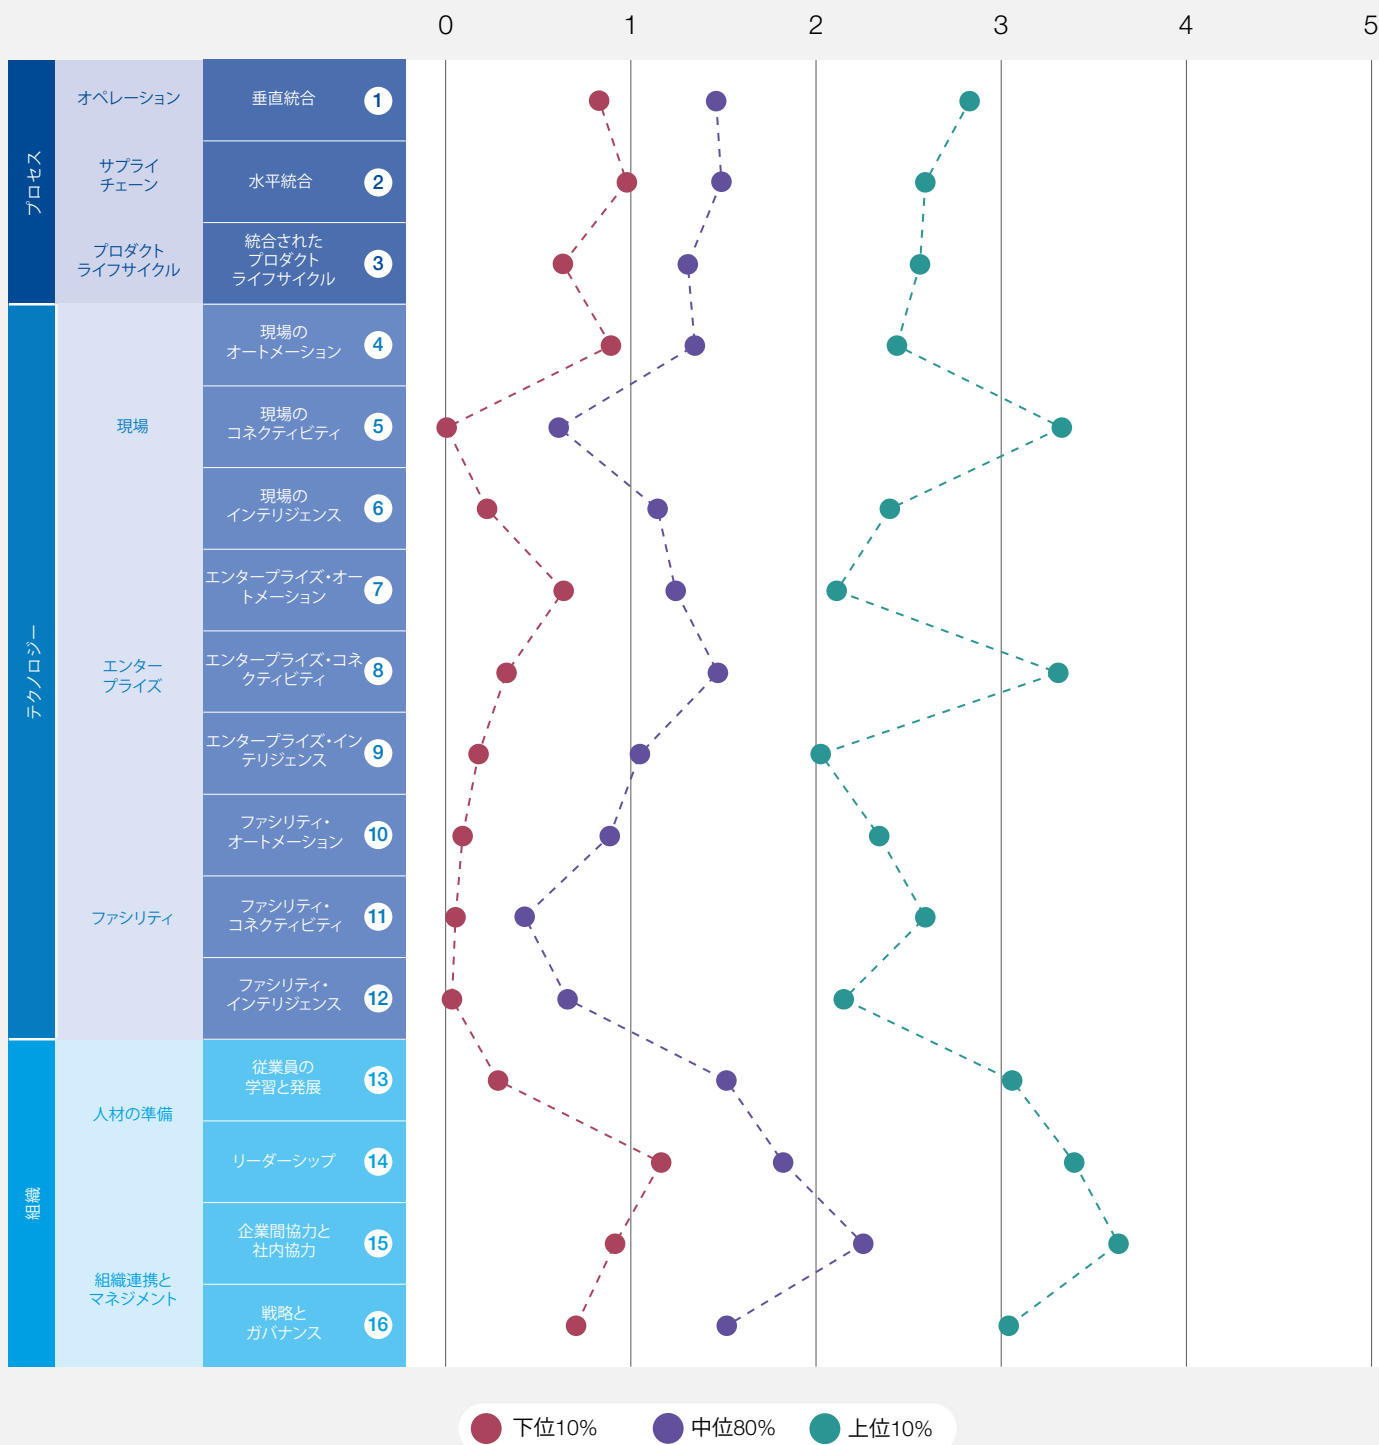 0 1 2 3 4 5
プロセス
オペレーション
垂直統合
1
サプライ
チェーン
水平統合
2
プロダクト
ライフサイクル
統合された
プロダクト
ライフサイクル
3
テクノロジー
現場
現場の
オートメーション
4
現場の
コネクティビティ
5
現場の
インテリジェンス
6
エンター
プライズ
エンタープライズ・オー
トメーション
7
エンタープライズ・コネ
クティビティ
8
エンタープライズ・イン
テリジェンス
9
ファシリティ
ファシリティ・
オートメーション
10
ファシリティ・
コネクティビティ
11
ファシリティ・
インテリジェンス
12
組織
人材の準備
従業員の
学習と発展
13
リーダーシップ
14
組織連携と
マネジメント
企業間協力と
社内協力
15
戦略と
ガバナンス
16
下位10% 中位80% 上位10%